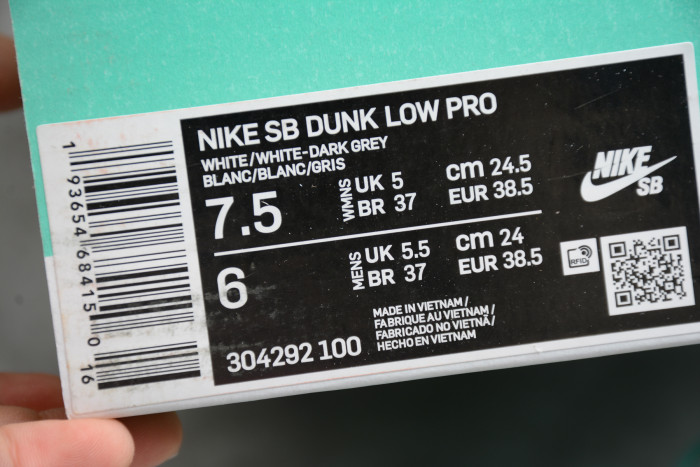 NIKE SB DUNK LOW PRO
WHITE/WHITE-DARK GREY
BLANC/BLANC/GRIS
7.5
WMNS
UK 5
BR 37
cm 24.5
EUR 38.5
6
MENS
UK 5.5
BR 37
cm 24
EUR 38.5
304292 100
MADE IN VIETNAM/
FABRIQUE AU VIETNAM/
FABRICADO NO VIETNÃ/
HECHO EN VIETNAM
NIKE
SB
RFID
1 93654 68415 0 16